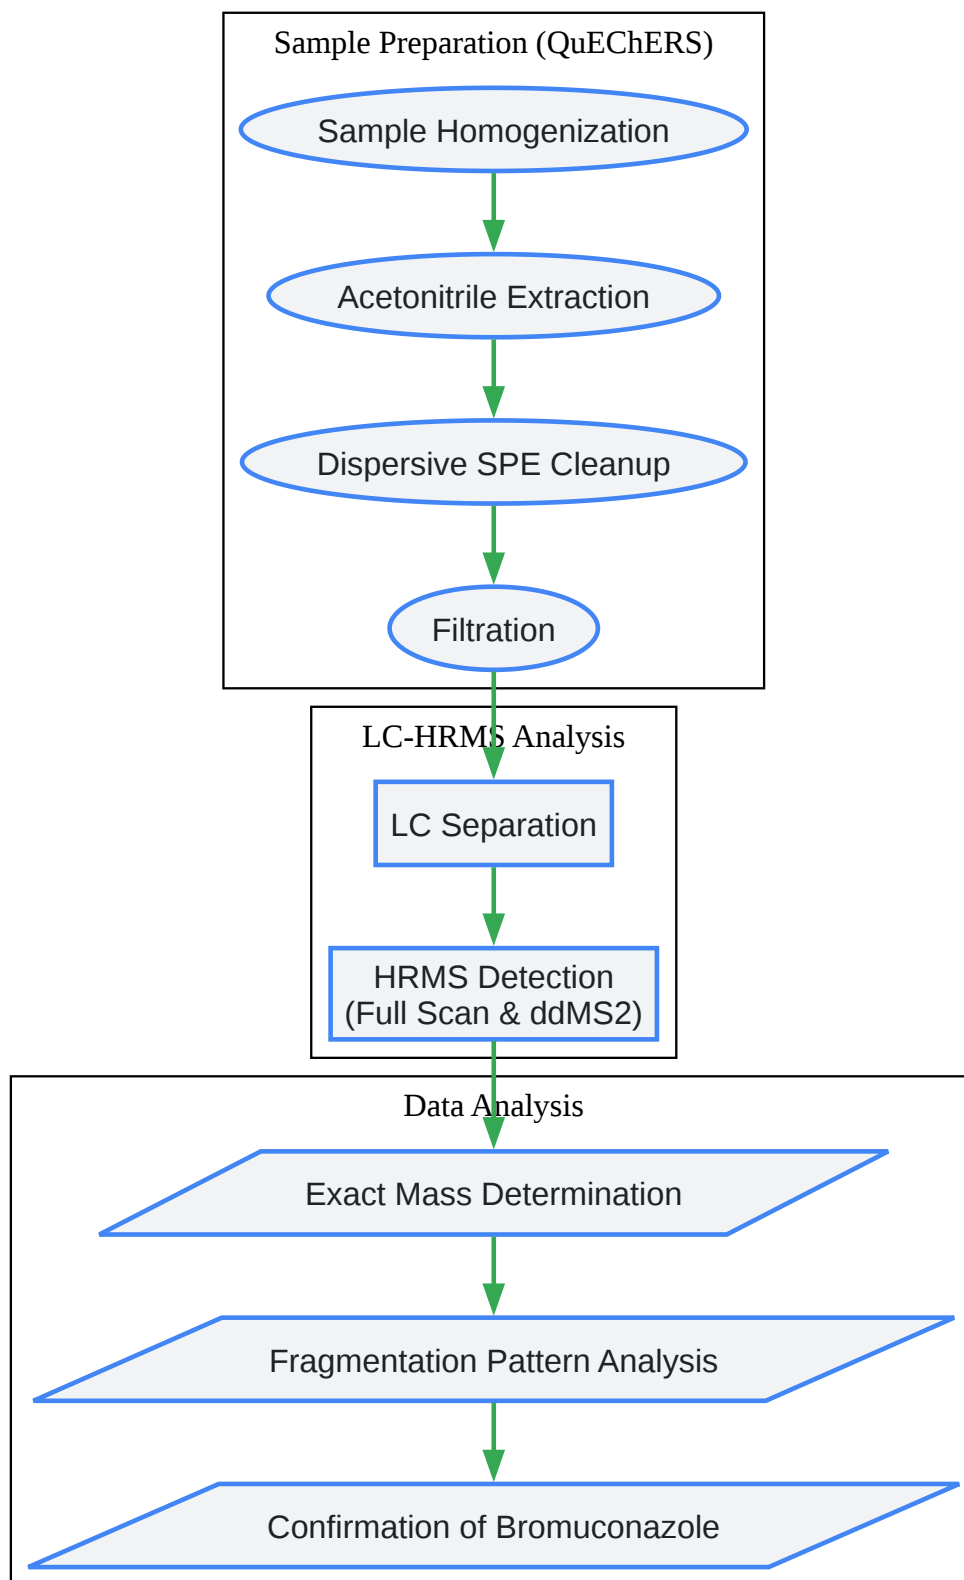 Sample Preparation (QuEChERS)
Sample Homogenization
Acetonitrile Extraction
Dispersive SPE Cleanup
Filtration
LC-HRMS Analysis
LC Separation
HRMS Detection
(Full Scan & ddMS2)
Data Analysis
Exact Mass Determination
Fragmentation Pattern Analysis
Confirmation of Bromuconazole